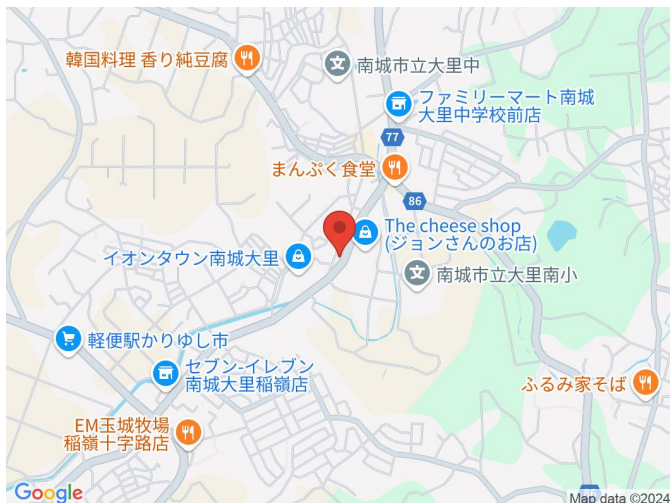 韓国料理 香り純豆腐
文
南城市立大里中
ファミリーマート南城
大里中学校前店
77
まんぷく食堂
86
The cheese shop
(ジョンさんのお店)
イオンタウン南城大里
文
南城市立大里南小
軽便駅かりゆし市
セブン-イレブン
南城大里稲嶺店
ふるみ家そば
EM玉城牧場
稲嶺十字路店
Google
Map data ©2024